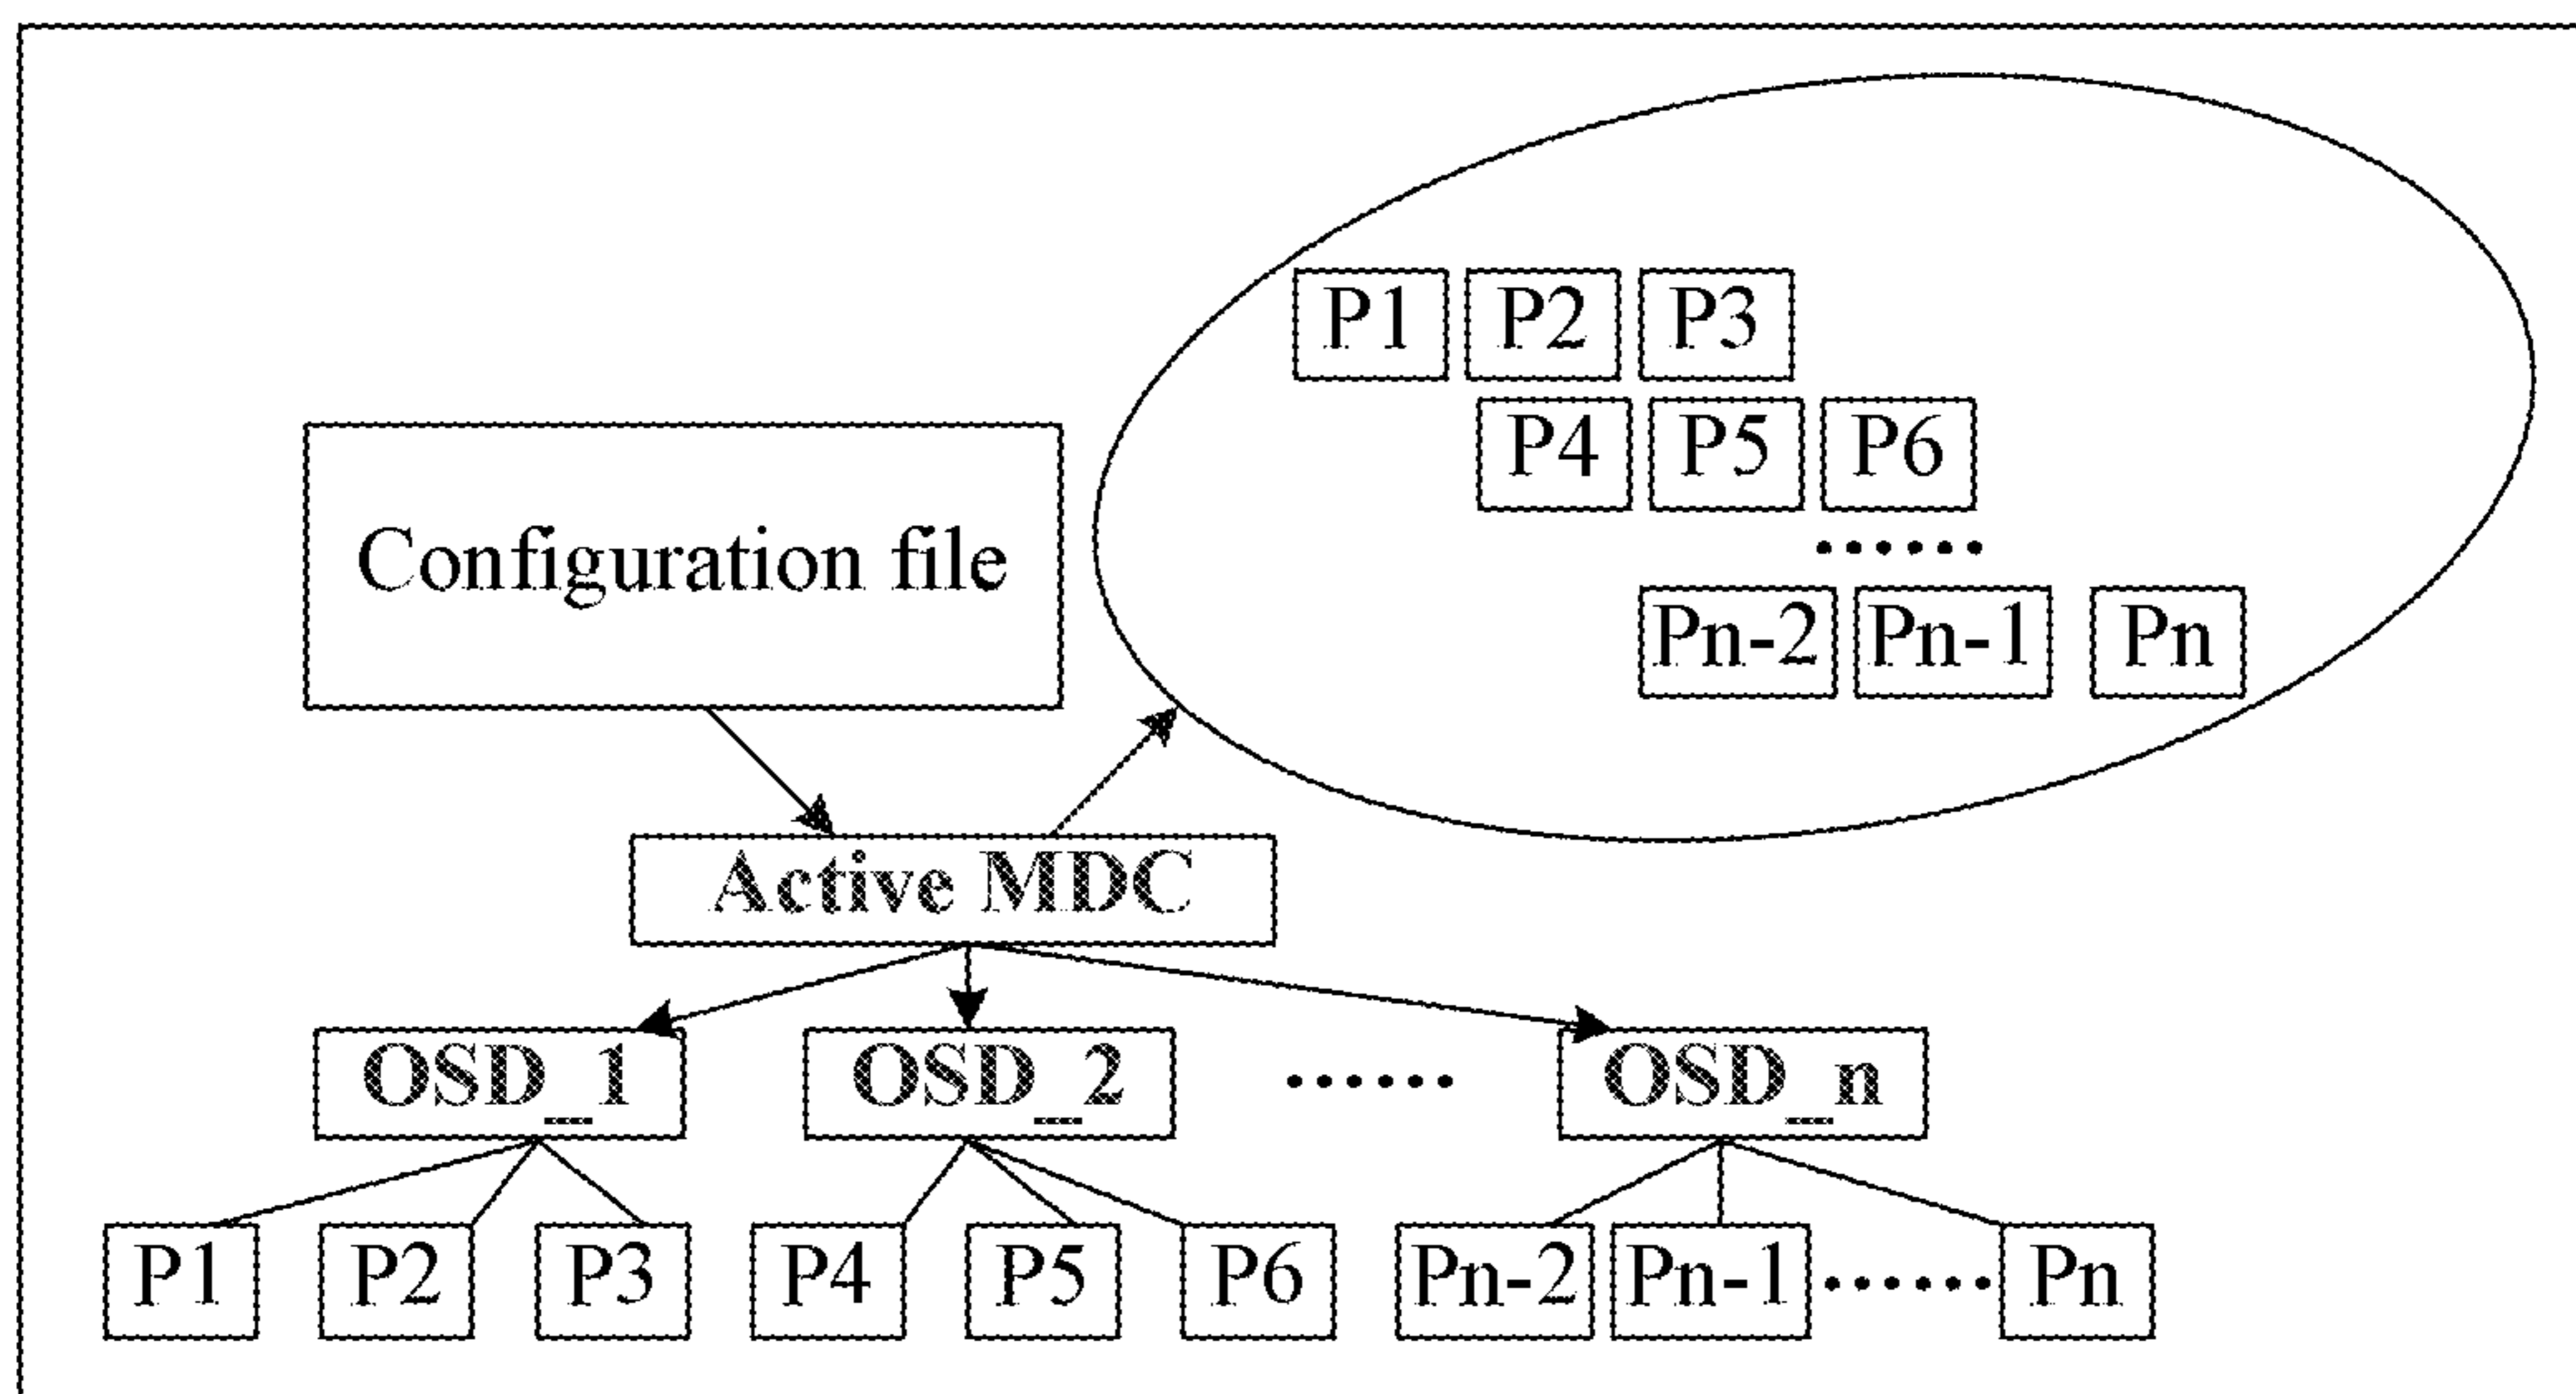 P1 P2 P3
P4 P5 P6
......
Configuration file
Pn-2 Pn-1 Pn
Active MDC
OSD_1 OSD_2 ...... OSD_n
P1 P2 P3 P4 P5 P6 Pn-2 Pn-1 ...... Pn